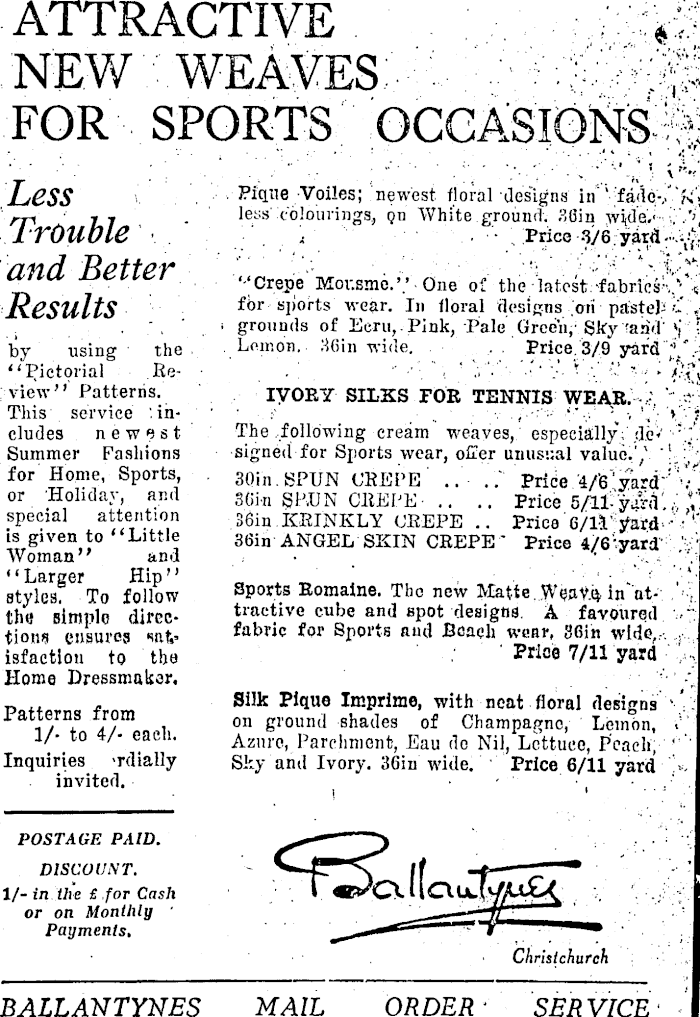 ATTRACTIVE
NEW WEAVES
FOR SPORTS OCCASIONS
Less
Trouble
and Better
Results
by using the
"Pictorial Re-
view" Patterns.
This service in-
cludes newest
Summer Fashions
for Home, Sports,
or Holiday, and
special attention
is given to "Little
Woman" and
"Larger Hip"
styles. To follow
the simple direc-
tions ensures sat-
isfaction to the
Home Dressmaker.
Patterns from
1/- to 4/- each.
Inquiries rdially
invited.
POSTAGE PAID.
DISCOUNT.
1/- in the £ for Cash
or on Monthly
Payments.
Pique Voiles; newest floral designs in fade-
less colourings, on White ground. 36in wide.
Price 3/6 yard
"Crepe Mousme." One of the latest fabrics
for sports wear. In floral designs on pastel
grounds of Ecru, Pink, Pale Green, Sky and
Lemon. 36in wide. Price 3/9 yard
IVORY SILKS FOR TENNIS WEAR.
The following cream weaves, especially de-
signed for Sports wear, offer unusual value.
30in SPUN CREPE .. .. Price 4/6 yard
36in SPUN CREPE .. .. Price 5/11 yard
36in KRINKLY CREPE .. Price 6/11 yard
36in ANGEL SKIN CREPE Price 4/6 yard
Sports Romaine. The new Matte Weave in at-
tractive cube and spot designs. A favoured
fabric for Sports and Beach wear, 36in wide.
Price 7/11 yard
Silk Pique Imprime, with neat floral designs
on ground shades of Champagne, Lemon,
Azure, Parchment, Eau de Nil, Lettuce, Peach,
Sky and Ivory. 36in wide. Price 6/11 yard
Ballantynes
Christchurch
BALLANTYNES MAIL ORDER SERVICE